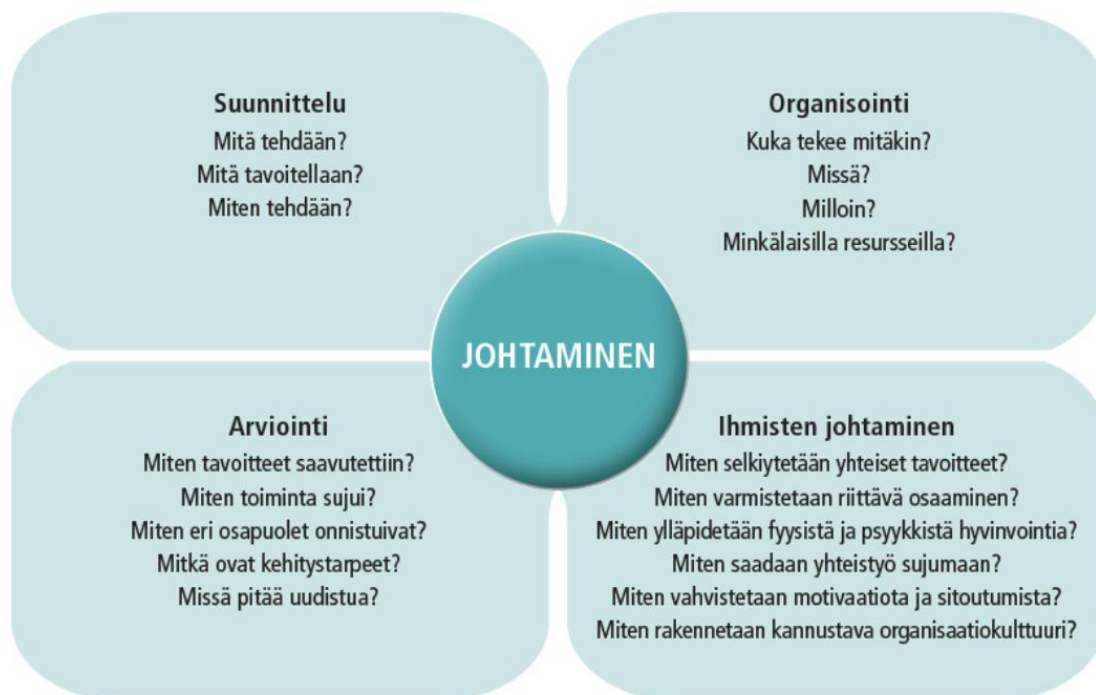 Suunnittelu
Mitä tehdään?
Mitä tavoitellaan?
Miten tehdään?
Organisointi
Kuka tekee mitäkin?
Missä?
Milloin?
Minkälaisilla resursseilla?
JOHTAMINEN
Arviointi
Miten tavoitteet saavutettiin?
Miten toiminta sujui?
Miten eri osapuolet onnistuivat?
Mitkä ovat kehitystarpeet?
Missä pitää uudistua?
Ihmisten johtaminen
Miten selkiytetään yhteiset tavoitteet?
Miten varmistetaan riittävä osaaminen?
Miten ylläpidetään fyysistä ja psyykkistä hyvinvointia?
Miten saadaan yhteistyö sujumaan?
Miten vahvistetaan motivaatiota ja sitoutumista?
Miten rakennetaan kannustava organisaatiokulttuuri?